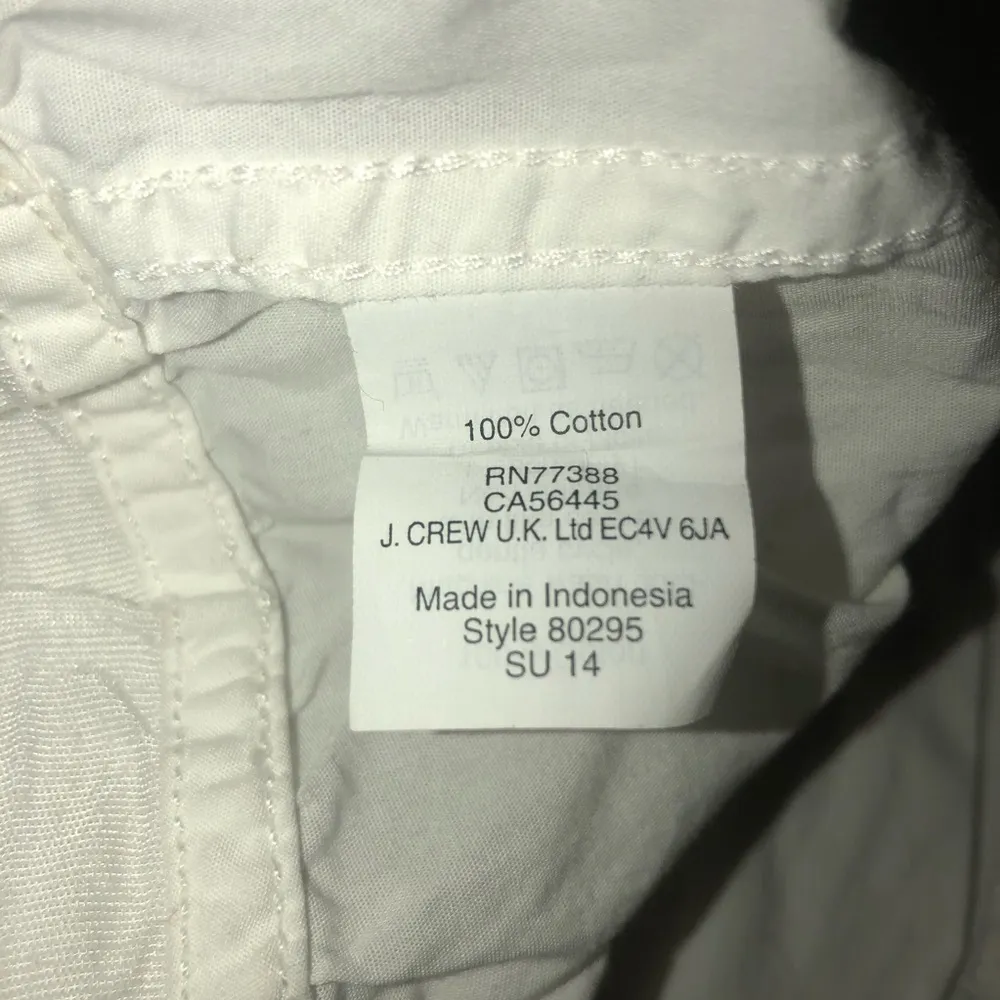 100% Cotton
RN77388
CA56445
J. CREW U.K. Ltd EC4V 6JA
Made in Indonesia
Style 80295
SU 14